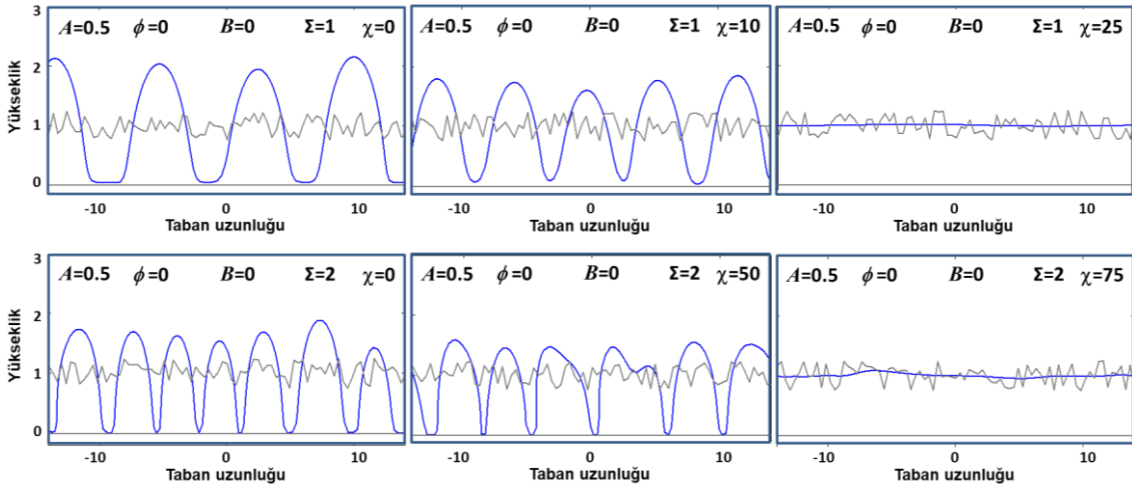 3
2
1
0
Yükseklik
A=0.5 ϕ=0 B=0 Σ=1 χ=0
-10 0 10
Taban uzunluğu
A=0.5 ϕ=0 B=0 Σ=1 χ=10
-10 0 10
Taban uzunluğu
A=0.5 ϕ=0 B=0 Σ=1 χ=25
-10 0 10
Taban uzunluğu
3
2
1
0
Yükseklik
A=0.5 ϕ=0 B=0 Σ=2 χ=0
-10 0 10
Taban uzunluğu
A=0.5 ϕ=0 B=0 Σ=2 χ=50
-10 0 10
Taban uzunluğu
A=0.5 ϕ=0 B=0 Σ=2 χ=75
-10 0 10
Taban uzunluğu